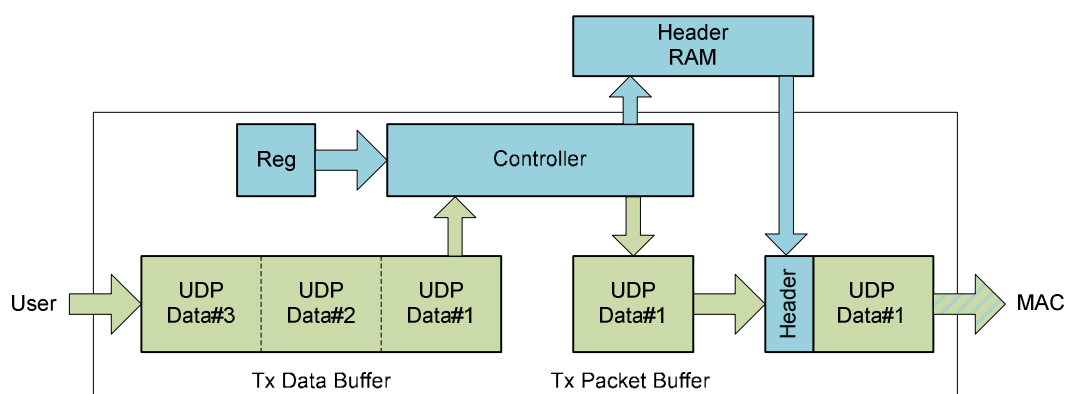 Header
RAM
Reg
Controller
User
UDP
Data#3
UDP
Data#2
UDP
Data#1
UDP
Data#1
Header
UDP
Data#1
MAC
Tx Data Buffer
Tx Packet Buffer